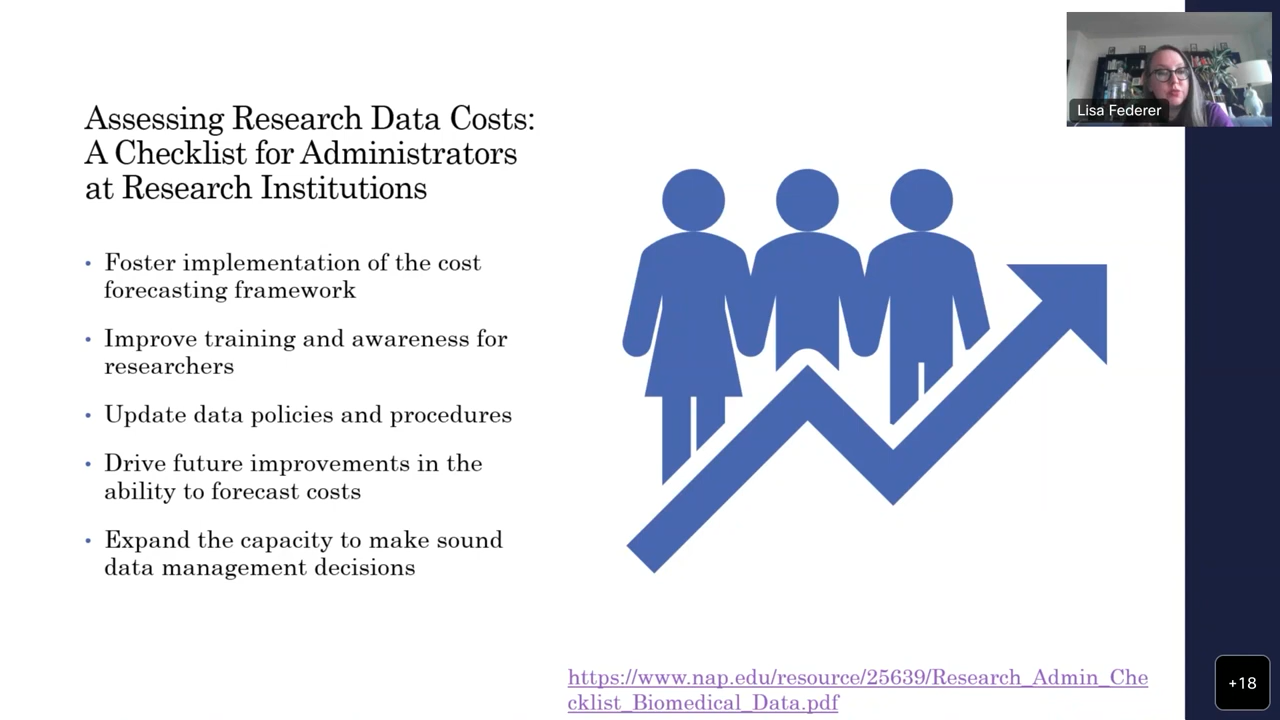 Lisa Federer
Assessing Research Data Costs:
A Checklist for Administrators
at Research Institutions
• Foster implementation of the cost
forecasting framework
• Improve training and awareness for
researchers
• Update data policies and procedures
• Drive future improvements in the
ability to forecast costs
• Expand the capacity to make sound
data management decisions
https://www.nap.edu/resource/25639/Research_Admin_Che
cklist_Biomedical_Data.pdf
+18